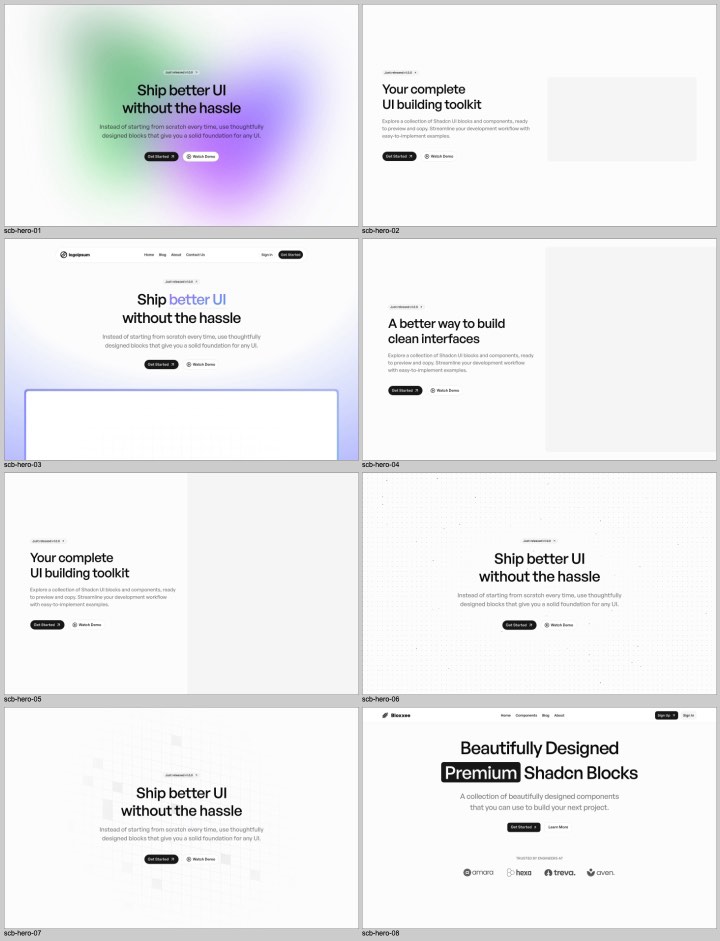 Just released v1.0.0
Ship better UI
without the hassle
Instead of starting from scratch every time, use thoughtfully
designed blocks that give you a solid foundation for any UI.
Get Started
Watch Demo
scb-hero-01
Just released v1.0.0
Your complete
UI building toolkit
Explore a collection of Shadcn UI blocks and components, ready
to preview and copy. Streamline your development workflow with
easy-to-implement examples.
Get Started
Watch Demo
scb-hero-02
logoipsum
Home
Blog
About
Contact Us
Sign In
Get Started
Just released v1.0.0
Ship better UI
without the hassle
Instead of starting from scratch every time, use thoughtfully
designed blocks that give you a solid foundation for any UI.
Get Started
Watch Demo
scb-hero-03
Just released v1.0.0
A better way to build
clean interfaces
Explore a collection of Shadcn UI blocks and components, ready
to preview and copy. Streamline your development workflow
with easy-to-implement examples.
Get Started
Watch Demo
scb-hero-04
Just released v1.0.0
Your complete
UI building toolkit
Explore a collection of Shadcn UI blocks and components, ready
to preview and copy. Streamline your development workflow
with easy-to-implement examples.
Get Started
Watch Demo
scb-hero-05
Just released v1.0.0
Ship better UI
without the hassle
Instead of starting from scratch every time, use thoughtfully
designed blocks that give you a solid foundation for any UI.
Get Started
Watch Demo
scb-hero-06
Just released v1.0.0
Ship better UI
without the hassle
Instead of starting from scratch every time, use thoughtfully
designed blocks that give you a solid foundation for any UI.
Get Started
Watch Demo
scb-hero-07
Bloxxee
Home
Components
Blog
About
Sign Up
Sign In
Beautifully Designed
Premium Shadcn Blocks
A collection of beautifully designed components
that you can use to build your next project.
Get Started
Learn More
TRUSTED BY ENGINEERS AT
amara
hexa
treva.
aven.
scb-hero-08